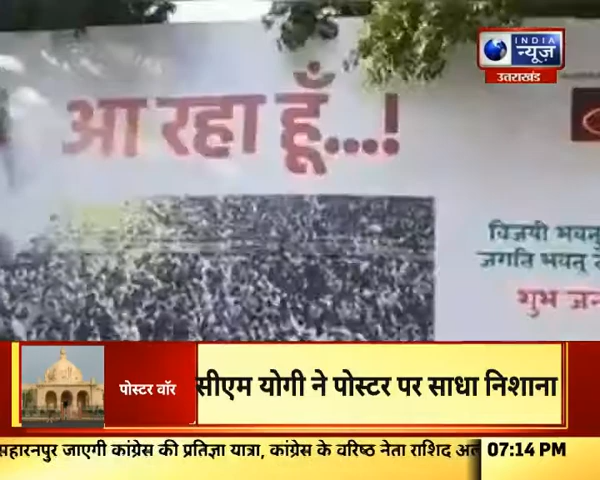 INDIA
न्यूज़
उत्तराखंड
आ रहा हूँ...!
विजयी भवतु
जगति भवतु
शुभ
पोस्टर वॉर
सीएम योगी ने पोस्टर पर साधा निशाना
सहारनपुर जाएगी कांग्रेस की प्रतिज्ञा यात्रा, कांग्रेस के वरिष्ठ नेता राशिद
07:14 PM